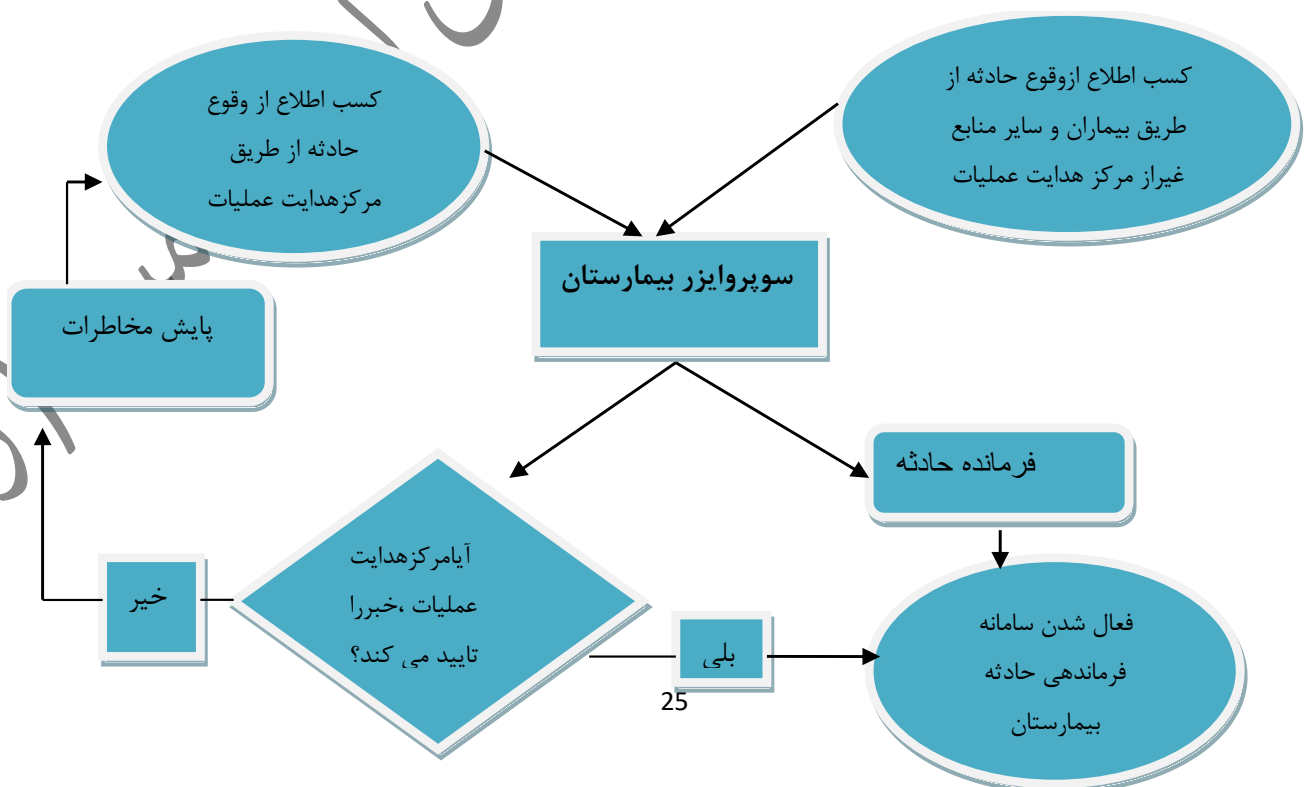 کسب اطلاع ازوقوع حادثه از
طریق بیماران و سایر منابع
غیراز مرکز هدایت عملیات
کسب اطلاع از وقوع
حادثه از طریق
مرکزهدایت عملیات
سوپروایزر بیمارستان
پایش مخاطرات
فرمانده حادثه
آیامرکزهدایت
عملیات ،خبررا
تایید می کند؟
خیر
بلی
فعال شدن سامانه
فرماندهی حادثه
بیمارستان
25